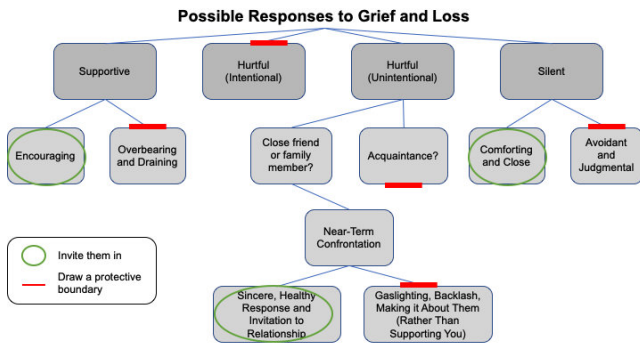 Possible Responses to Grief and Loss
Supportive
Hurtful
(Intentional)
Hurtful
(Unintentional)
Silent
Encouraging
Overbearing
and Draining
Close friend
or family
member?
Acquaintance?
Comforting
and Close
Avoidant
and
Judgmental
Near-Term
Confrontation
Invite them in
Draw a protective
boundary
Sincere, Healthy
Response and
Invitation to
Relationship
Gaslighting, Backlash,
Making it About Them
(Rather Than
Supporting You)